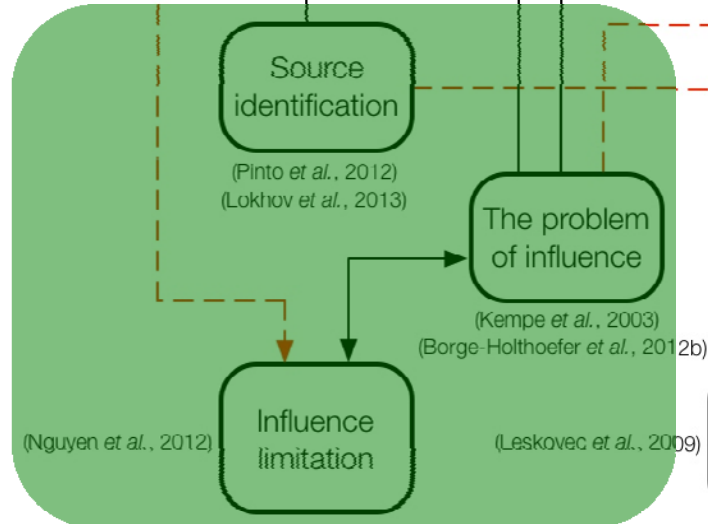 Source
identification
(Pinto et al., 2012)
(Lokhov et al., 2013)
The problem
of influence
(Kempe et al., 2003)
(Borge-Holthoefer et al., 2012b)
Influence
limitation
(Nguyen et al., 2012)
(Leskovec et al., 2009)